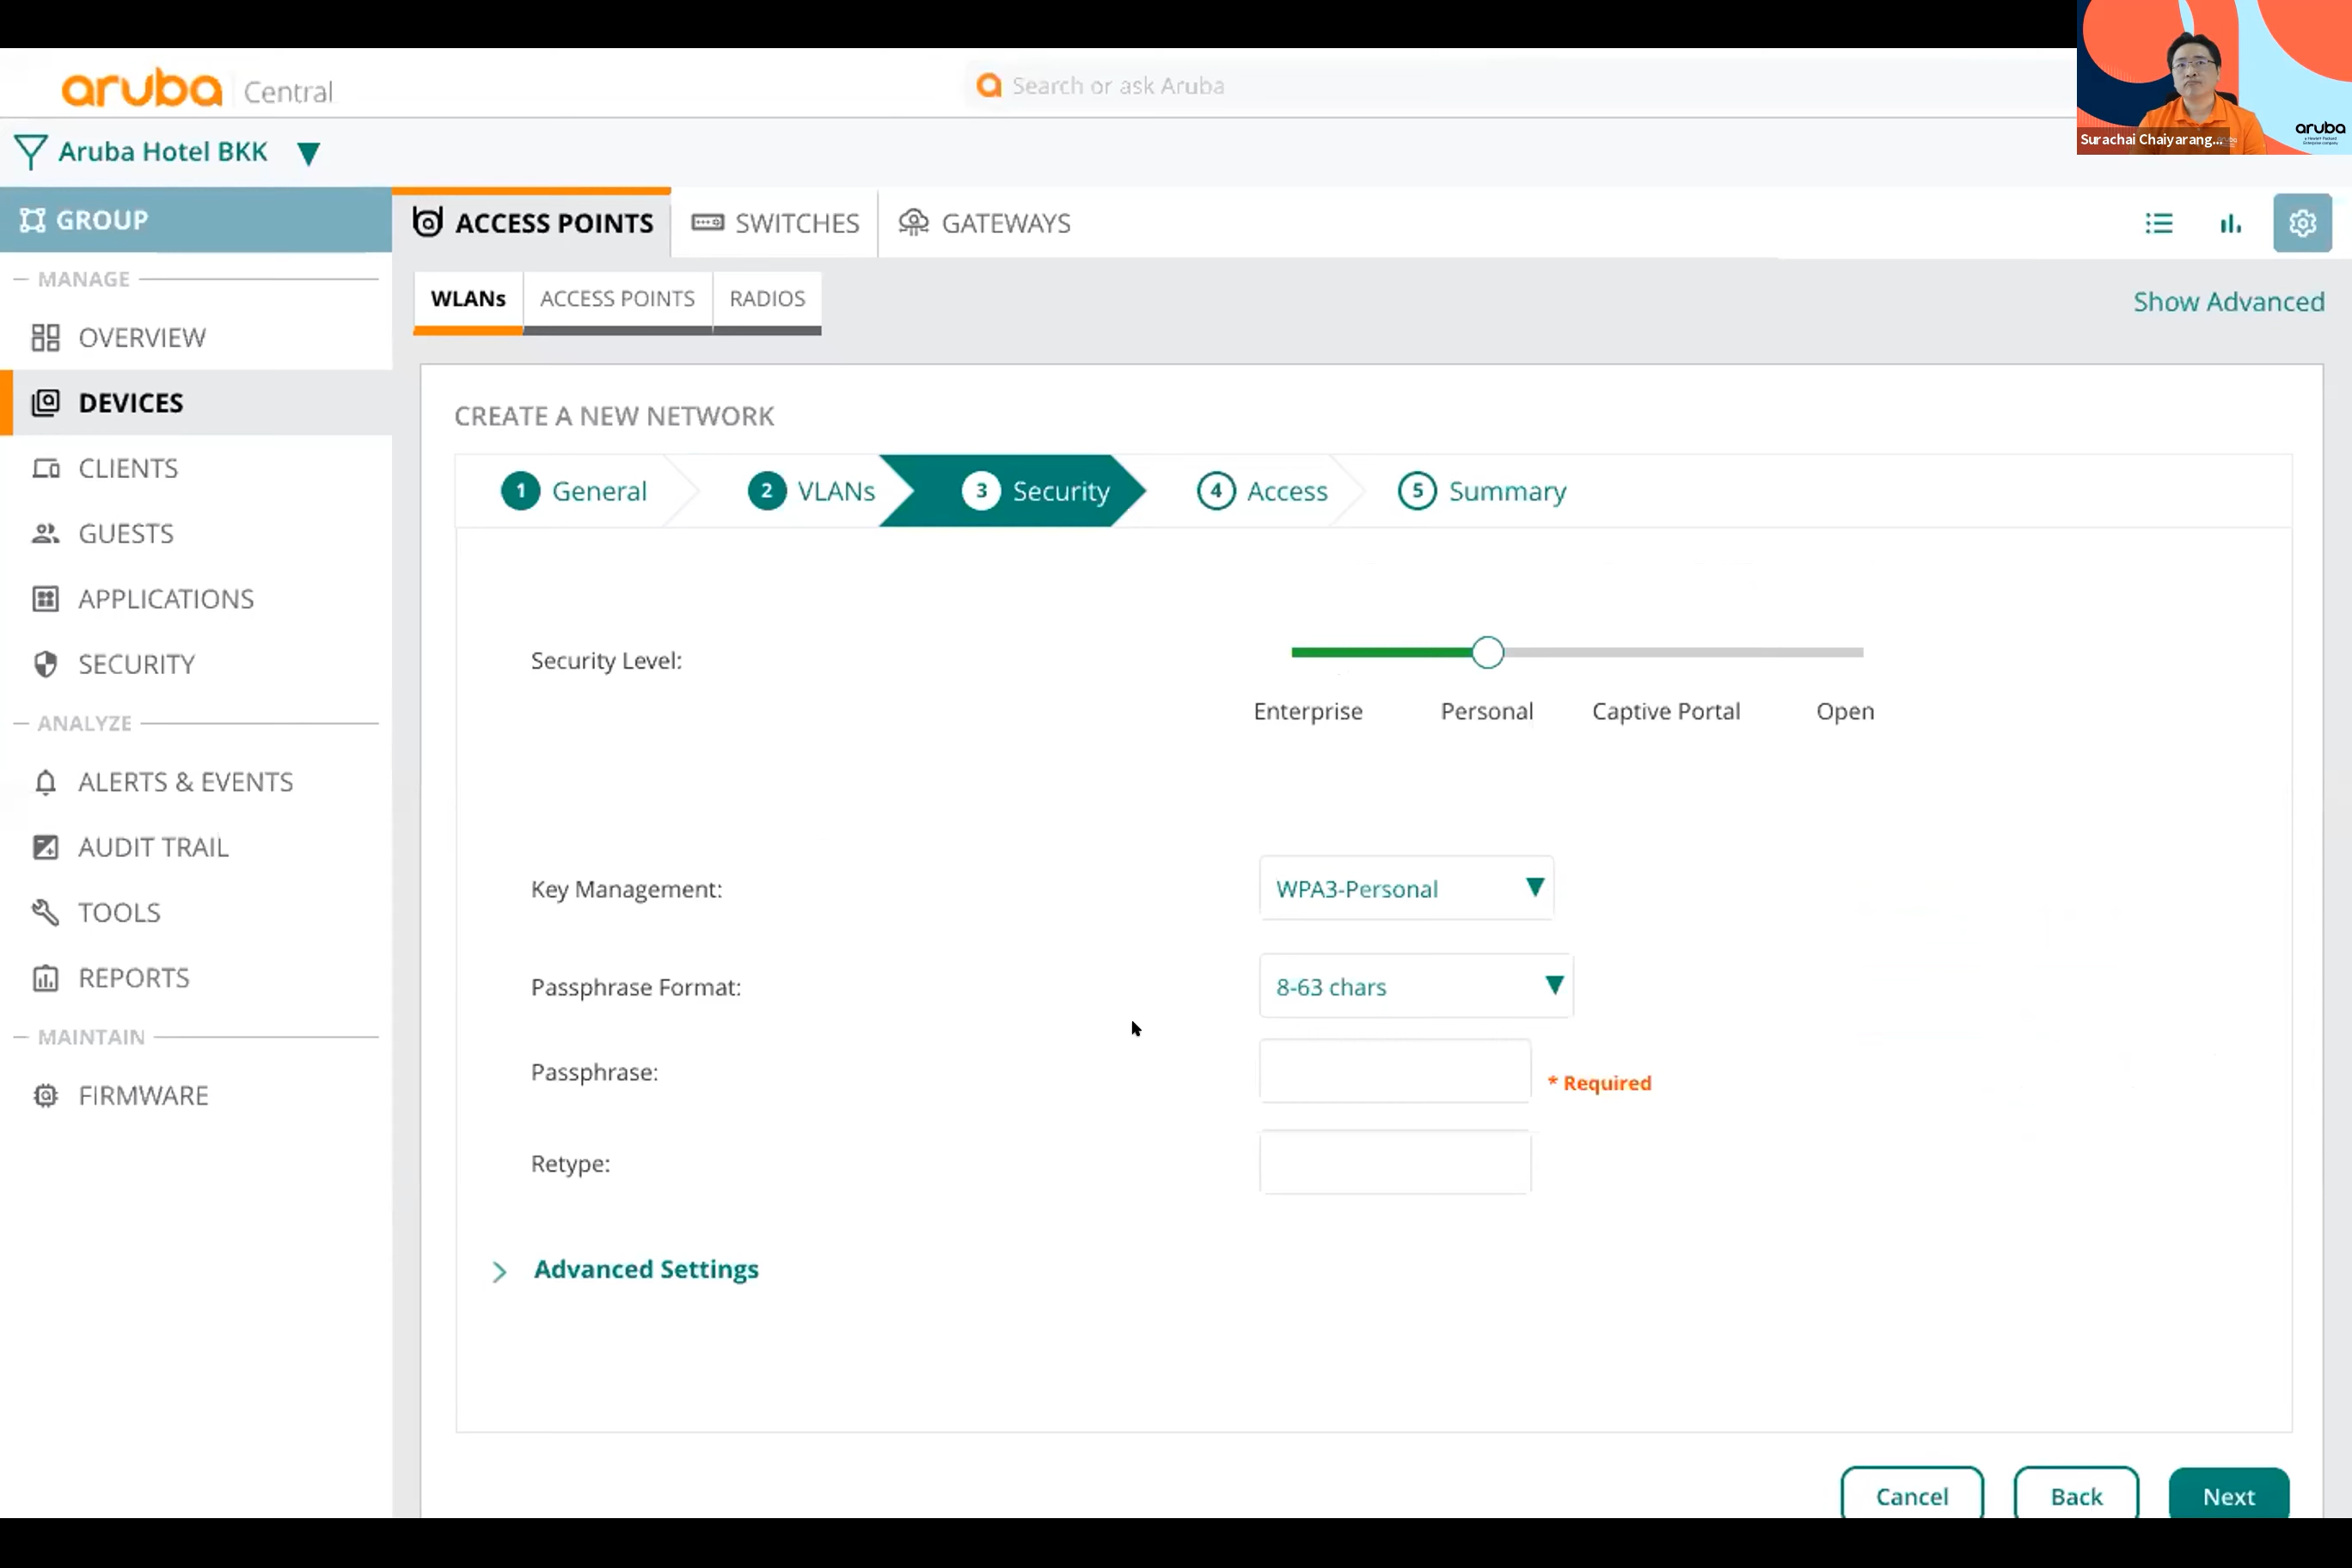 aruba Central
Search or ask Aruba
Surachai Chaiyarang...
aruba
Aruba Hotel BKK
GROUP
MANAGE
OVERVIEW
DEVICES
CLIENTS
GUESTS
APPLICATIONS
SECURITY
ANALYZE
ALERTS & EVENTS
AUDIT TRAIL
TOOLS
REPORTS
MAINTAIN
FIRMWARE
ACCESS POINTS
SWITCHES
GATEWAYS
WLANs
ACCESS POINTS
RADIOS
Show Advanced
CREATE A NEW NETWORK
1 General
2 VLANs
3 Security
4 Access
5 Summary
Security Level:
Enterprise
Personal
Captive Portal
Open
Key Management:
WPA3-Personal
Passphrase Format:
8-63 chars
Passphrase:
* Required
Retype:
Advanced Settings
Cancel
Back
Next